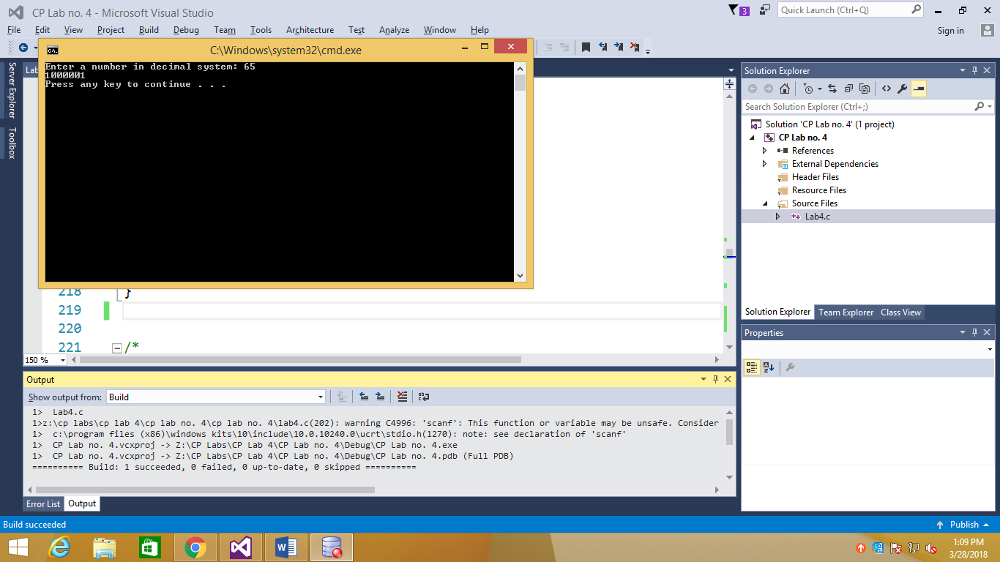 CP Lab no. 4 - Microsoft Visual Studio
3
Quick Launch (Ctrl+Q)
File Edit View Project Build Debug Team Tools Architecture Test Analyze Window Help
Sign in
C:\Windows\system32\cmd.exe
Enter a number in decimal system: 65
1000001
Press any key to continue . . .
Server Explorer
Toolbox
Lab
218 }
219
220
221 /*
150 %
Solution Explorer
Search Solution Explorer (Ctrl+;)
Solution 'CP Lab no. 4' (1 project)
CP Lab no. 4
References
External Dependencies
Header Files
Resource Files
Source Files
Lab4.c
Solution Explorer Team Explorer Class View
Properties
Output
Show output from: Build
1>  Lab4.c
1>z:\cp labs\cp lab 4\cp lab no. 4\cp lab no. 4\lab4.c(202): warning C4996: 'scanf': This function or variable may be unsafe. Consider
1>  c:\program files (x86)\windows kits\10\include\10.0.10240.0\ucrt\stdio.h(1270): note: see declaration of 'scanf'
1>  CP Lab no. 4.vcxproj -> Z:\CP Labs\CP Lab 4\CP Lab no. 4\Debug\CP Lab no. 4.exe
1>  CP Lab no. 4.vcxproj -> Z:\CP Labs\CP Lab 4\CP Lab no. 4\Debug\CP Lab no. 4.pdb (Full PDB)
========== Build: 1 succeeded, 0 failed, 0 up-to-date, 0 skipped ==========
Error List Output
Build succeeded
Publish
1:09 PM
3/28/2018